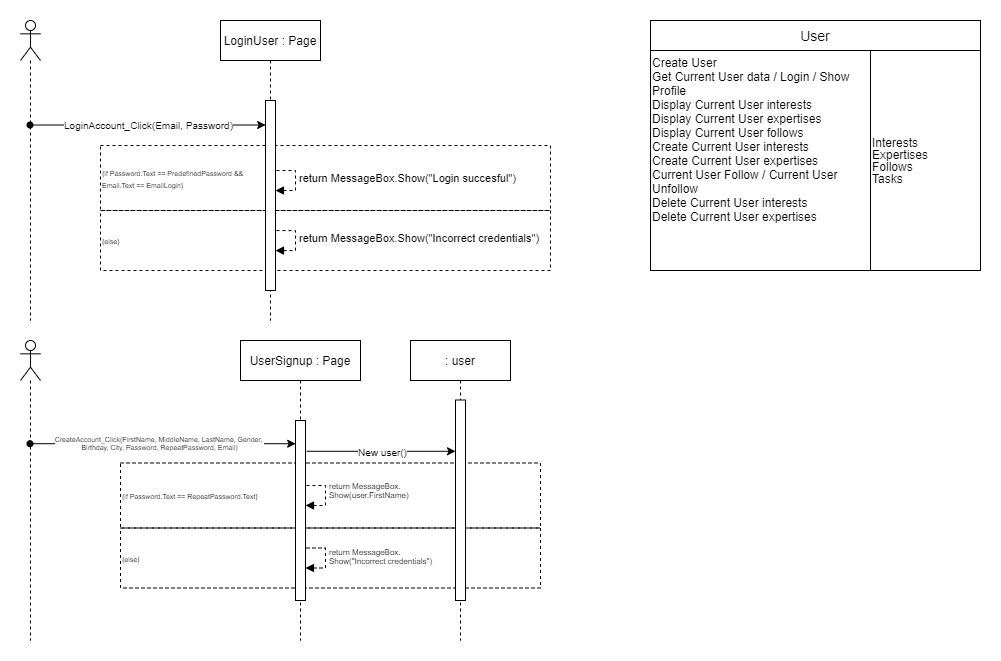 LoginUser : Page
LoginAccount_Click(Email, Password)
{if Password.Text == PredefinedPassword &&
Email.Text == EmailLogin}
return MessageBox.Show("Login succesful")
{else}
return MessageBox.Show("Incorrect credentials")
User
Create User
Get Current User data / Login / Show
Profile
Display Current User interests
Display Current User expertises
Display Current User follows
Create Current User interests
Create Current User expertises
Current User Follow / Current User
Unfollow
Delete Current User interests
Delete Current User expertises
Interests
Expertises
Follows
Tasks
UserSignup : Page
: user
CreateAccount_Click(FirstName, MiddleName, LastName, Gender,
Birthday, City, Password, RepeatPassword, Email)
New user()
{if Password.Text == RepeatPassword.Text}
return MessageBox.
Show(user.FirstName)
{else}
return MessageBox.
Show("Incorrect credentials")